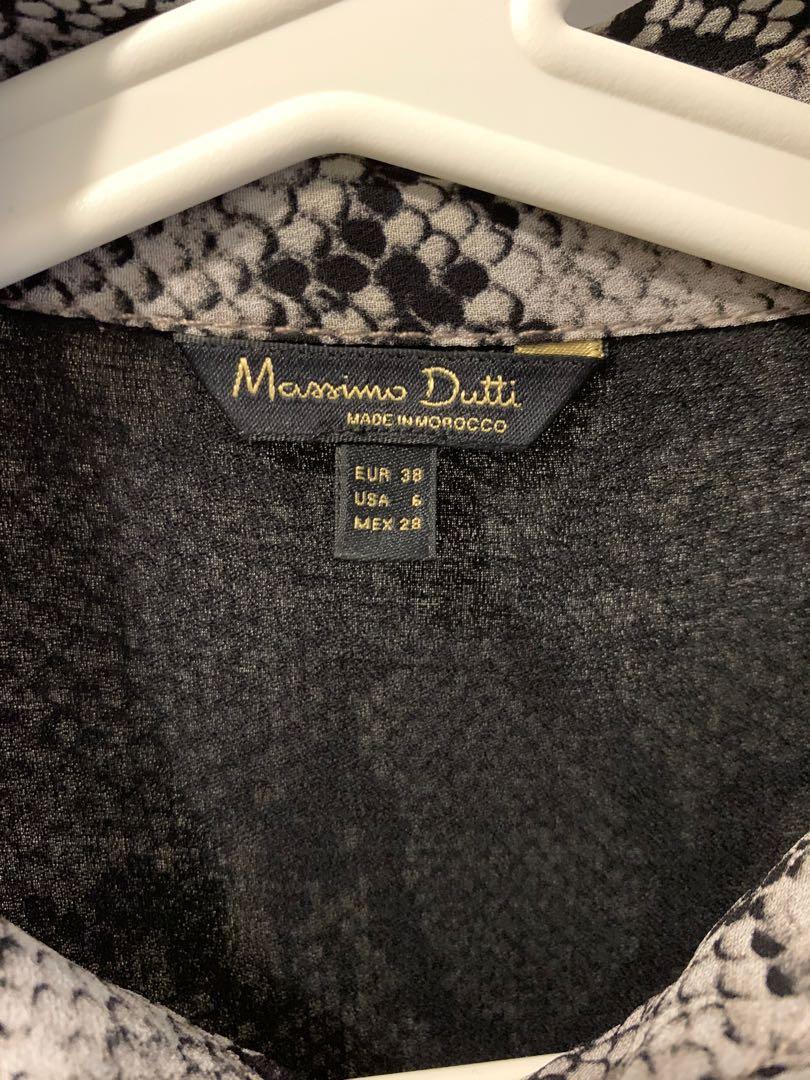 Massimo Dutti
MADE IN MOROCCO
EUR 38
USA 6
MEX 28